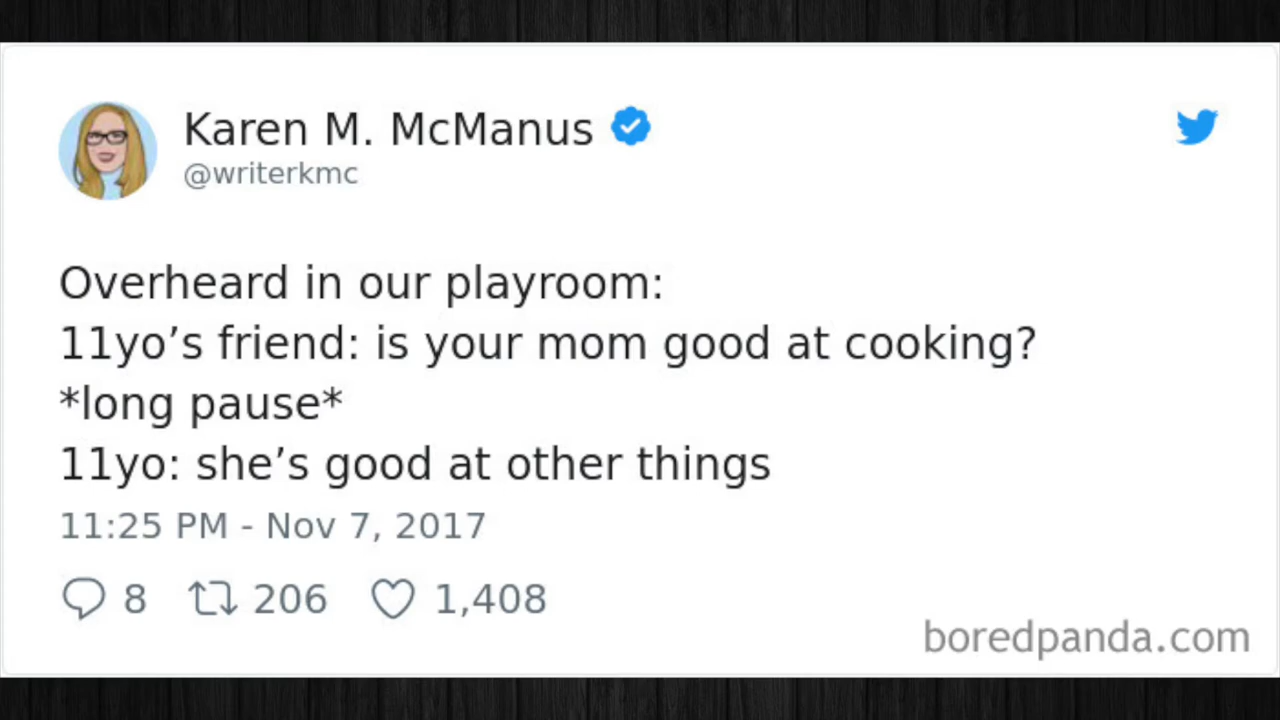 Karen M. McManus
@writerkmc
Overheard in our playroom:
11yo’s friend: is your mom good at cooking?
*long pause*
11yo: she’s good at other things
11:25 PM - Nov 7, 2017
8 206 1,408
boredpanda.com